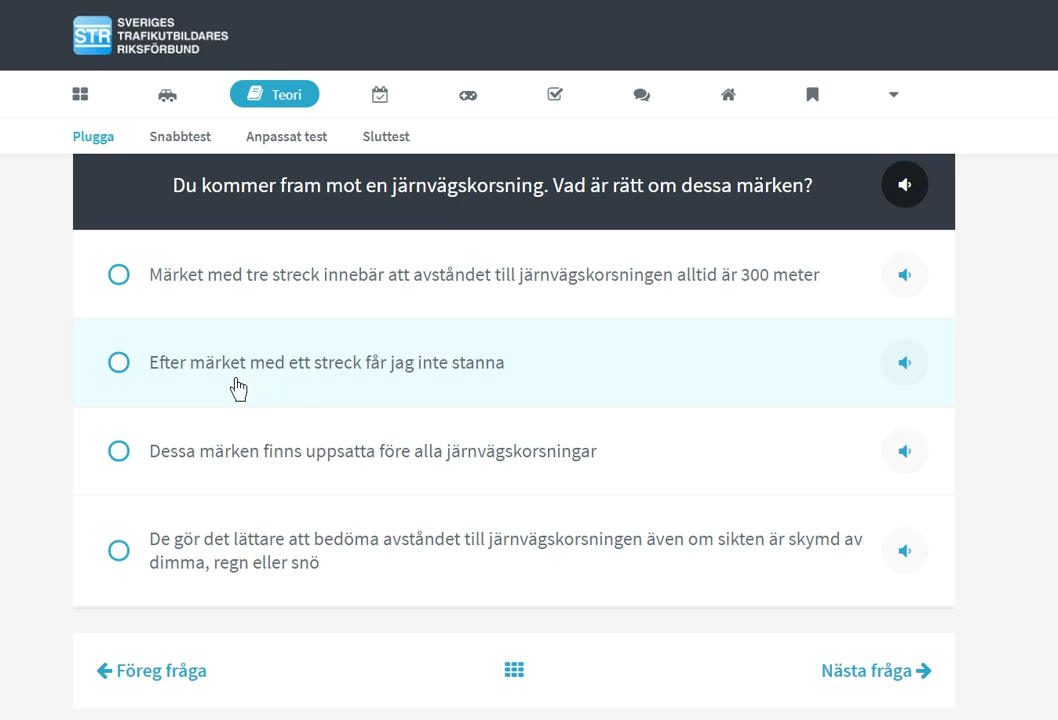 STR
SVERIGES
TRAFIKUTBILDARES
RIKSFÖRBUND
Teori
Plugga
Snabbtest
Anpassat test
Sluttest
Du kommer fram mot en järnvägskorsning. Vad är rätt om dessa märken?
Märket med tre streck innebär att avståndet till järnvägskorsningen alltid är 300 meter
Efter märket med ett streck får jag inte stanna
Dessa märken finns uppsatta före alla järnvägskorsningar
De gör det lättare att bedöma avståndet till järnvägskorsningen även om sikten är skymd av
dimma, regn eller snö
Föreg fråga
Nästa fråga